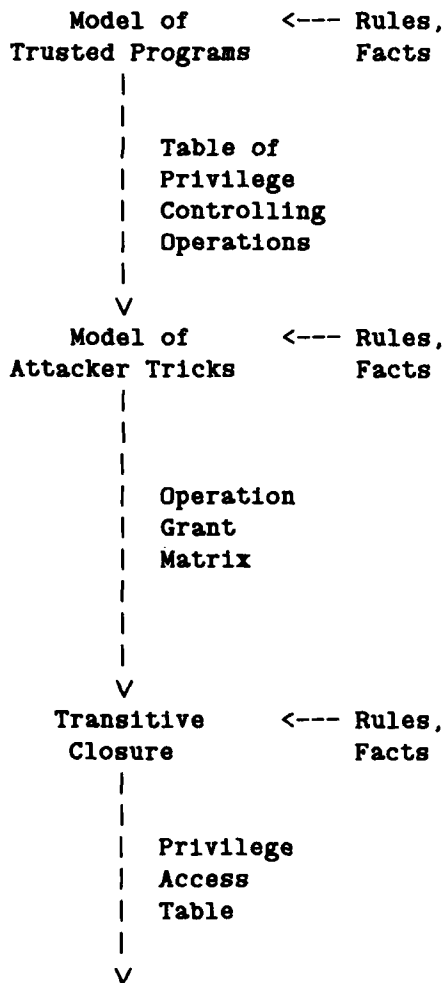 Model of <--- Rules,
Trusted Programs Facts
Table of
Privilege
Controlling
Operations
Model of <--- Rules,
Attacker Tricks Facts
Operation
Grant
Matrix
Transitive <--- Rules,
Closure Facts
Privilege
Access
Table